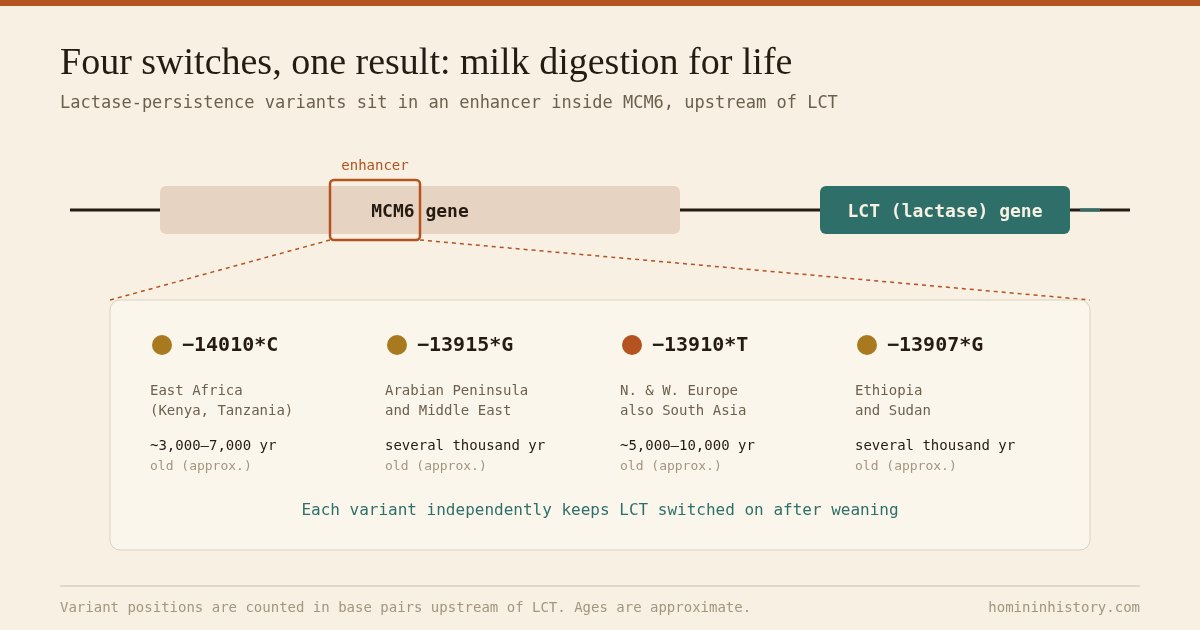 Four switches, one result: milk digestion for life
Lactase-persistence variants sit in an enhancer inside MCM6, upstream of LCT
enhancer
MCM6 gene
LCT (lactase) gene
−14010*C
East Africa
(Kenya, Tanzania)
~3,000–7,000 yr
old (approx.)
−13915*G
Arabian Peninsula
and Middle East
several thousand yr
old (approx.)
−13910*T
N. & W. Europe
also South Asia
~5,000–10,000 yr
old (approx.)
−13907*G
Ethiopia
and Sudan
several thousand yr
old (approx.)
Each variant independently keeps LCT switched on after weaning
Variant positions are counted in base pairs upstream of LCT. Ages are approximate.
homininhistory.com